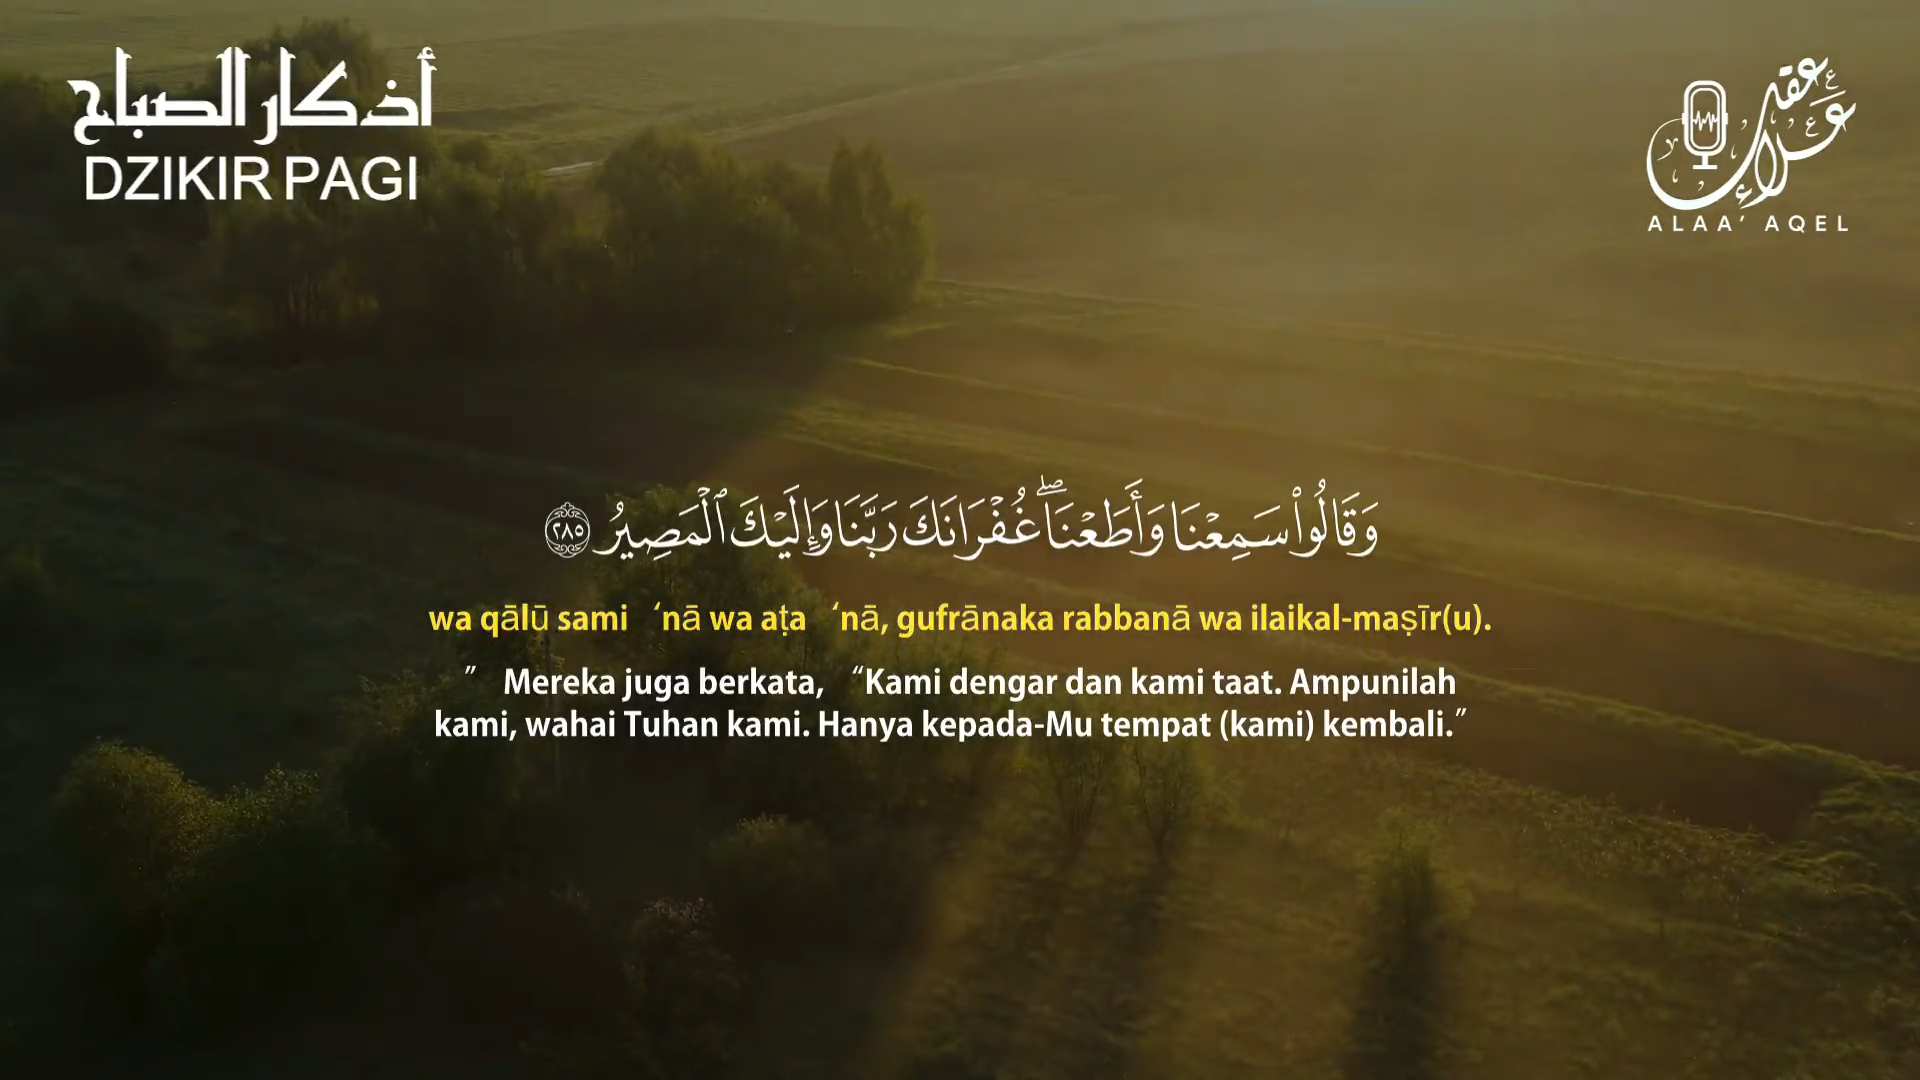 أذكار الصباح
DZIKIR PAGI
علاء عقل
ALAA' AQEL
وَقَالُوا۟ سَمِعْنَا وَأَطَعْنَا ۖ غُفْرَانَكَ رَبَّنَا وَإِلَيْكَ ٱلْمَصِيرُ ٢٨٥
wa qālū sami ‘nā wa aṭa ‘nā, gufrānaka rabbanā wa ilaikal-maṣīr(u).
” Mereka juga berkata, “Kami dengar dan kami taat. Ampunilah
kami, wahai Tuhan kami. Hanya kepada-Mu tempat (kami) kembali.”